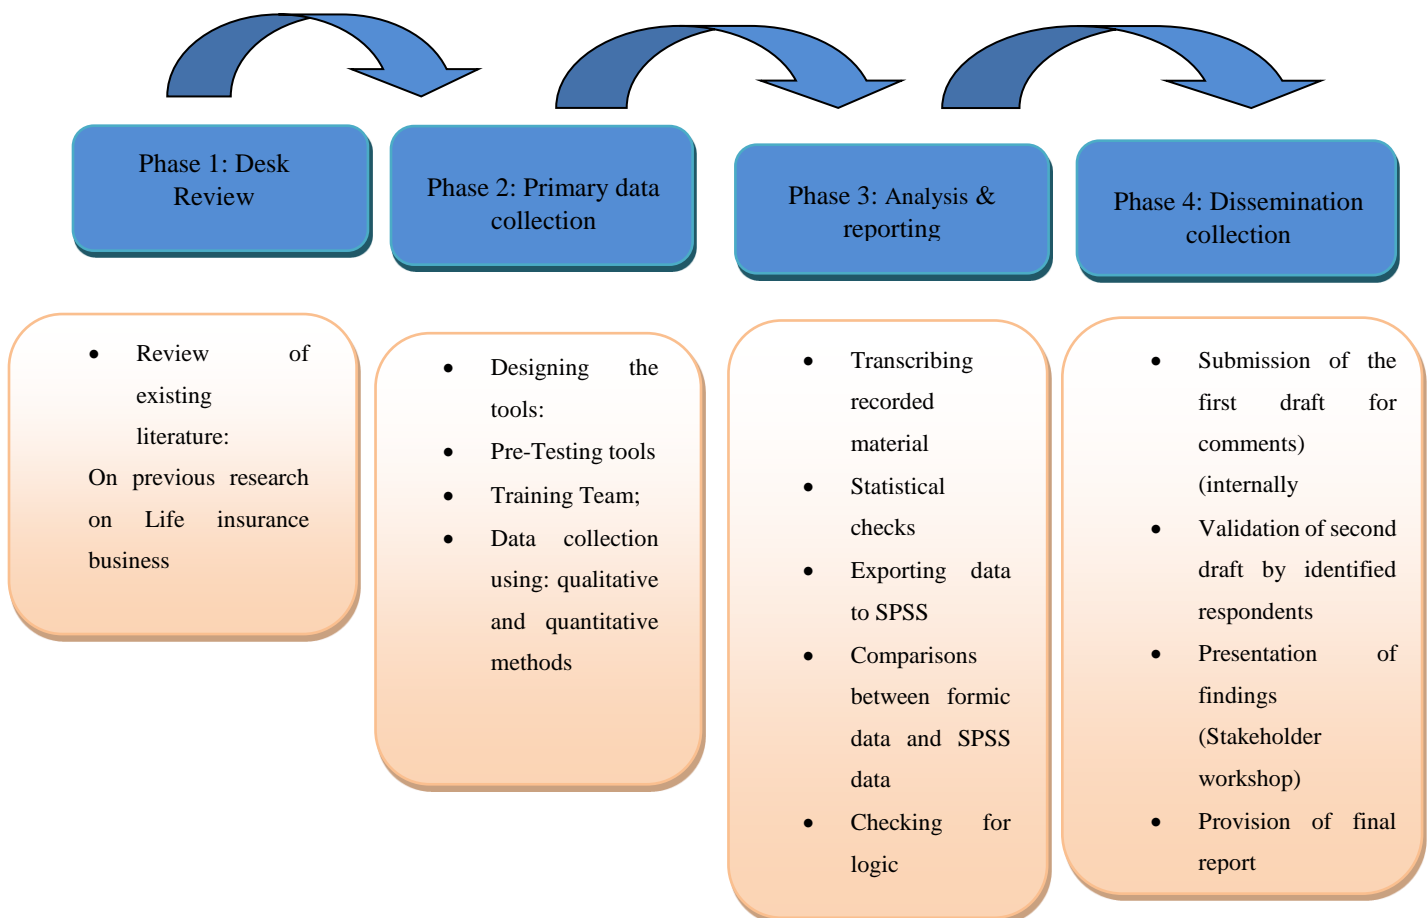 Phase 1: Desk
Review
Phase 2: Primary data
collection
Phase 3: Analysis &
reporting
Phase 4: Dissemination
collection
• Review of
existing
literature:
On previous research
on Life insurance
business
• Designing the
tools:
• Pre-Testing tools
• Training Team;
• Data collection
using: qualitative
and quantitative
methods
• Transcribing
recorded
material
• Statistical
checks
• Exporting data
to SPSS
• Comparisons
between formic
data and SPSS
data
• Checking for
logic
• Submission of the
first draft for
comments)
(internally
• Validation of second
draft by identified
respondents
• Presentation of
findings
(Stakeholder
workshop)
• Provision of final
report